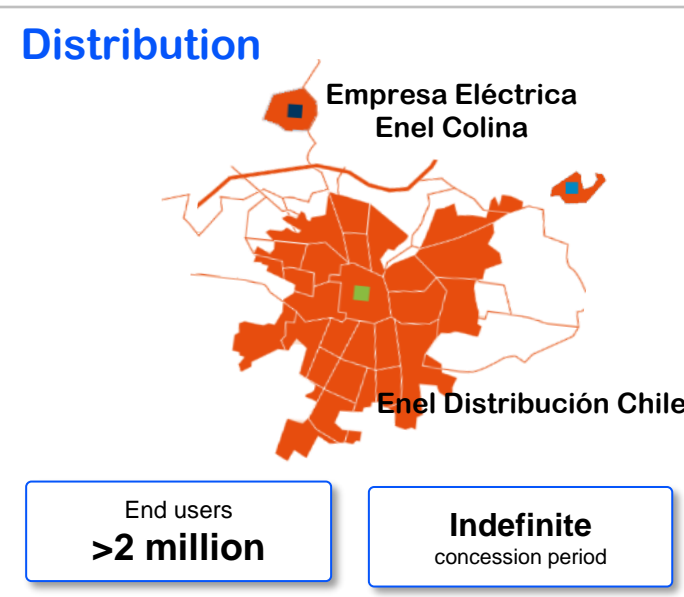 Distribution
Empresa Eléctrica
Enel Colina
Enel Distribución Chile
End users
>2 million
Indefinite
concession period